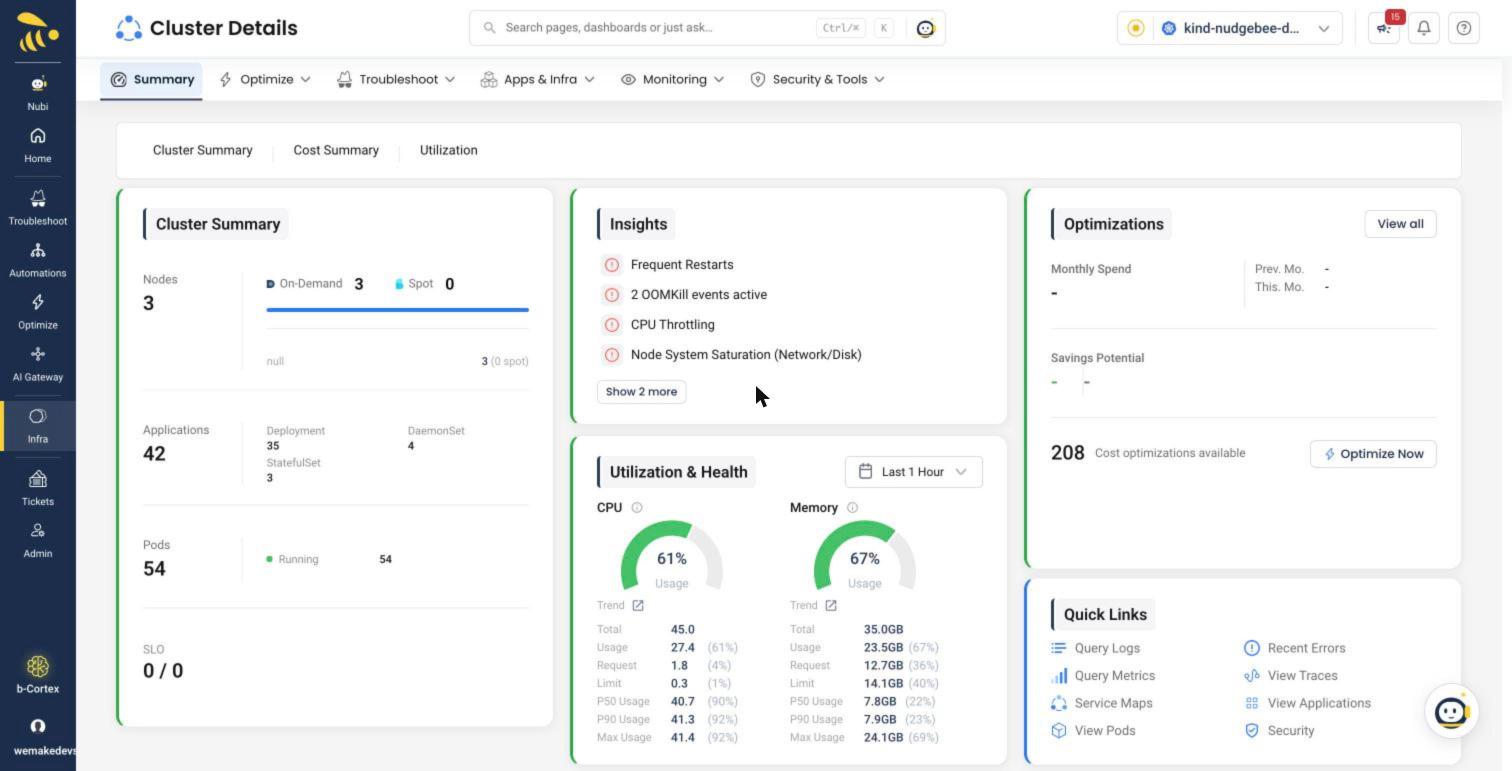 Cluster Details
Search pages, dashboards or just ask...
Ctrl/⌘
K
kind-nudgebee-d...
15
Summary
Optimize
Troubleshoot
Apps & Infra
Monitoring
Security & Tools
Nubi
Home
Troubleshoot
Automations
Optimize
AI Gateway
Infra
Tickets
Admin
b-Cortex
wemakedevs
Cluster Summary
Cost Summary
Utilization
Cluster Summary
Nodes
3
On-Demand 3
Spot 0
null
3 (0 spot)
Applications
42
Deployment
35
DaemonSet
4
StatefulSet
3
Pods
54
Running 54
SLO
0 / 0
Insights
Frequent Restarts
2 OOMKill events active
CPU Throttling
Node System Saturation (Network/Disk)
Show 2 more
Utilization & Health
Last 1 Hour
CPU
61%
Usage
Trend
Total 45.0
Usage 27.4 (61%)
Request 1.8 (4%)
Limit 0.3 (1%)
P50 Usage 40.7 (90%)
P90 Usage 41.3 (92%)
Max Usage 41.4 (92%)
Memory
67%
Usage
Trend
Total 35.0GB
Usage 23.5GB (67%)
Request 12.7GB (36%)
Limit 14.1GB (40%)
P50 Usage 7.8GB (22%)
P90 Usage 7.9GB (23%)
Max Usage 24.1GB (69%)
Optimizations
View all
Monthly Spend
-
Prev. Mo. -
This. Mo. -
Savings Potential
- -
208 Cost optimizations available
Optimize Now
Quick Links
Query Logs
Recent Errors
Query Metrics
View Traces
Service Maps
View Applications
View Pods
Security